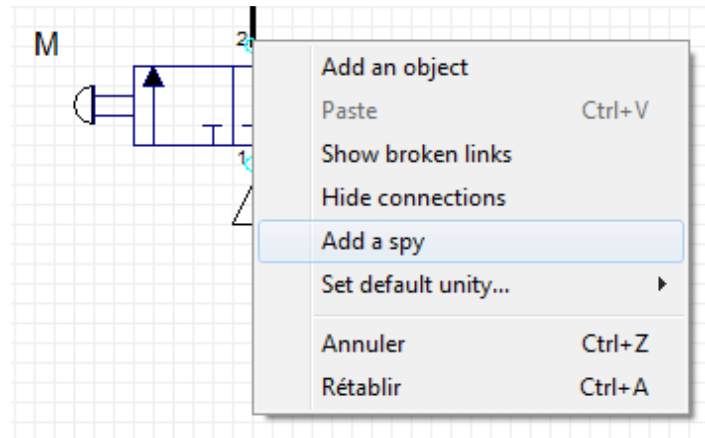 M
2
1
Add an object
Paste Ctrl+V
Show broken links
Hide connections
Add a spy
Set default unity...
Annuler Ctrl+Z
Rétablir Ctrl+A